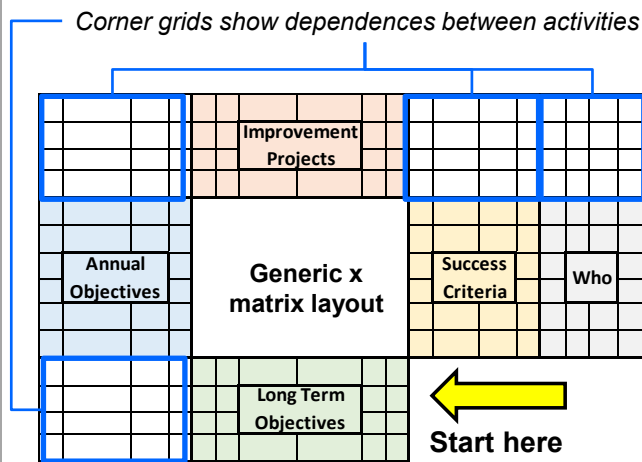 Corner grids show dependences between activities
Improvement
Projects
Annual
Objectives
Generic x
matrix layout
Success
Criteria
Who
Long Term
Objectives
Start here